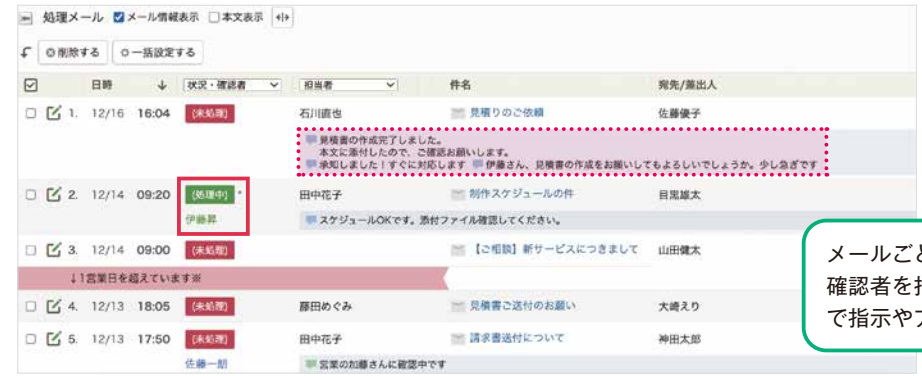 処理メール メール情報表示 本文表示
削除する 一括設定する
日時 ↓ 状況・確認者 担当者 件名 宛先/差出人
1. 12/16 16:04 (未処理) 石川直也 見積りのご依頼 佐藤優子
見積書の作成完了しました。
本文に添付したので、ご確認お願いします。
承知しました!すぐに対応します 伊藤さん、見積書の作成をお願いしてもよろしいでしょうか。少し急ぎです
2. 12/14 09:20 (処理中) * 田中花子 制作スケジュールの件 目黒雄太
伊藤昇 スケジュールOKです。添付ファイル確認してください。
3. 12/14 09:00 (未処理) 【ご相談】新サービスにつきまして 山田健太
↓1営業日を超えています※
4. 12/13 18:05 (未処理) 藤田めぐみ 見積書ご送付のお願い 大崎えり
5. 12/13 17:50 (未処理) 田中花子 請求書送付について 神田太郎
佐藤一朗 営業の加藤さんに確認中です
メールごと
確認者を
で指示や